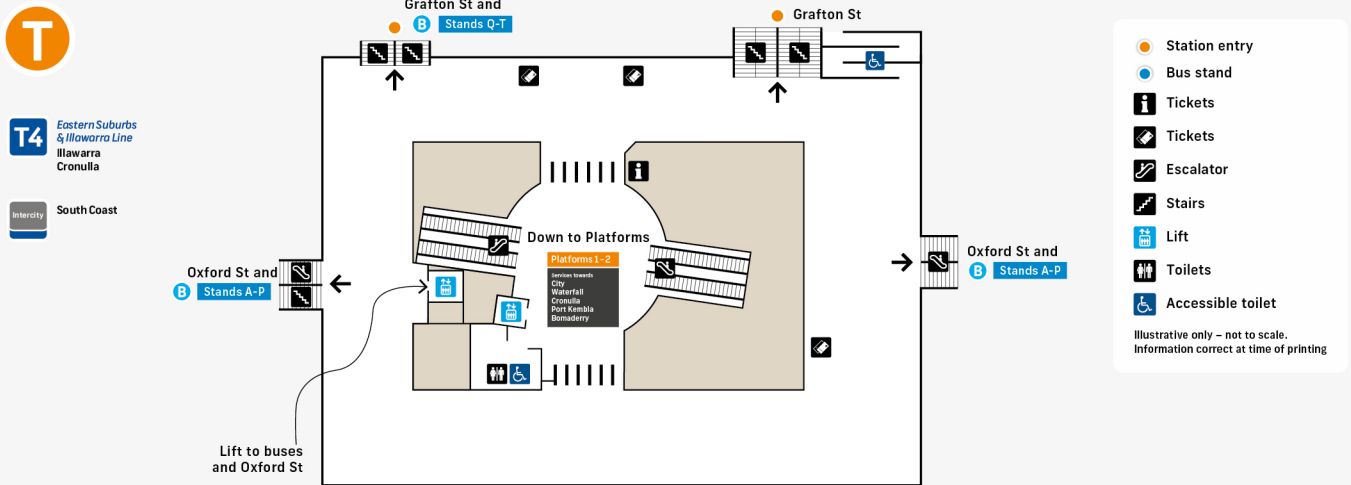 Grafton St and
B Stands Q-T
Grafton St
T
T4
Eastern Suburbs
& Illawarra Line
Illawarra
Cronulla
Intercity
South Coast
Down to Platforms
Platforms 1-2
Services towards
City
Waterfall
Cronulla
Port Kembla
Bomaderry
Oxford St and
B Stands A-P
Oxford St and
B Stands A-P
Lift to buses
and Oxford St
Station entry
Bus stand
i Tickets
Tickets
Escalator
Stairs
Lift
Toilets
Accessible toilet
Illustrative only – not to scale.
Information correct at time of printing
i